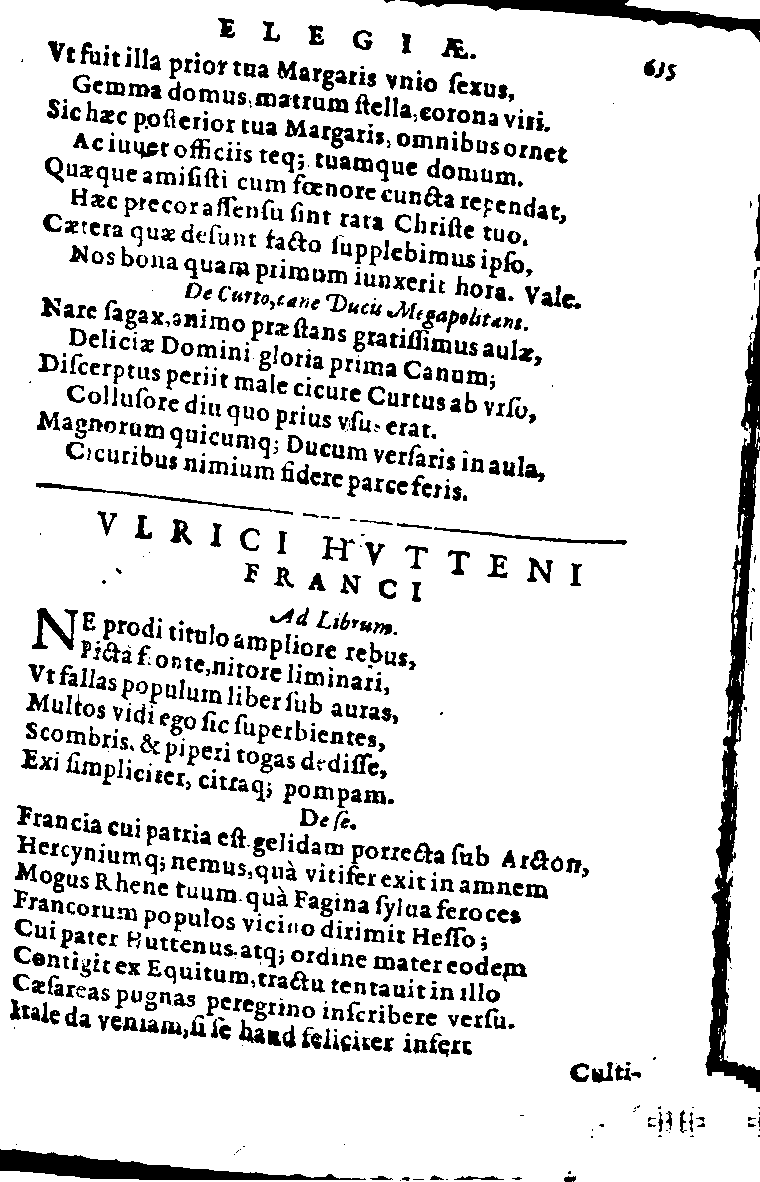 ELEGIÆ. 615
Vt fuit illa prior tua Margaris vnio ſexus,
Gemma domus, matrum ſtella, corona viri.
Sic hæc poſterior tua Margaris, omnibus ornet
Ac iuuet officiis teq; tuamque domum.
Quæque amiſiſti cum fœnore cuncta rependat,
Hæc precor aſſenſu ſint rata Chriſte tuo.
Cætera quæ deſunt facto ſupplebimus ipſo,
Nos bona quam primum iunxerit hora. Vale.
De Curto, cane Ducis Megapolitani.
Nare ſagax, animo præſtans gratiſſimus aulæ,
Deliciæ Domini gloria prima Canum;
Diſcerptus periit male cicure Curtus ab vrſo,
Colluſore diu quo prius vſus erat.
Magnorum quicumq; Ducum verſaris in aula,
Cicuribus nimium fidere parce feris.
VLRICI HVTTENI
FRANCI
Ad Librum.
NE prodi titulo ampliore rebus,
Picta fronte, nitore liminari,
Vt fallas populum liber ſub auras,
Multos vidi ego ſic ſuperbientes,
Scombris, & piperi togas dediſſe,
Exi ſimpliciter, citraq; pompam.
De ſe.
Francia cui patria eſt gelidam porrecta ſub Arcton,
Hercyniumq; nemus, quà vitifer exit in amnem
Mogus Rhene tuum quà Fagina ſylua feroces
Francorum populos vicino dirimit Heſſo;
Cui pater Huttenus atq; ordine mater eodem
Contigit ex Equitum, tractu tentauit in illo
Cæſareas pugnas peregrino inſcribere verſu.
Itale da veniam, ſi ſe haud feliciter inſert
Culti-